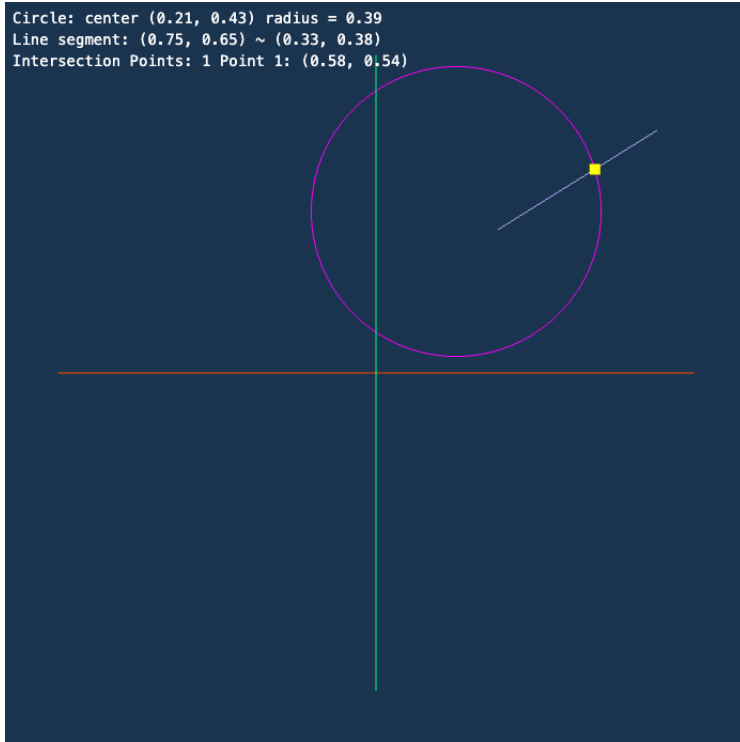 Circle: center (0.21, 0.43) radius = 0.39
Line segment: (0.75, 0.65) ~ (0.33, 0.38)
Intersection Points: 1 Point 1: (0.58, 0.54)